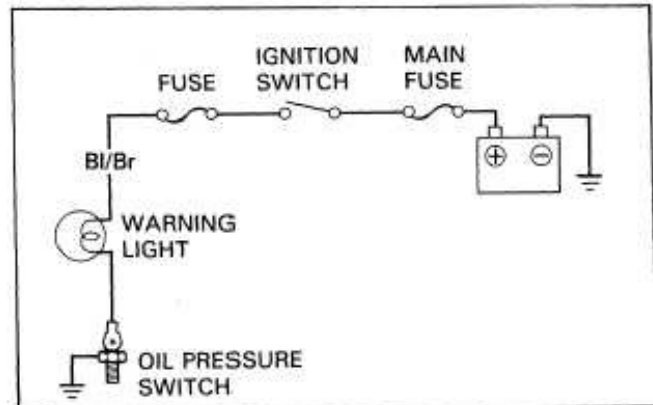 FUSE
IGNITION
SWITCH
MAIN
FUSE
Bl/Br
WARNING
LIGHT
OIL PRESSURE
SWITCH